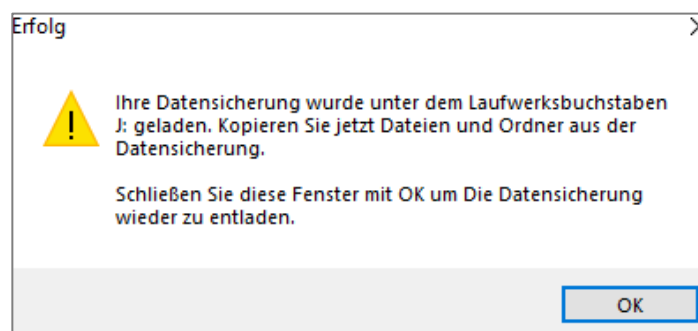 Erfolg
Ihre Datensicherung wurde unter dem Laufwerksbuchstaben
J: geladen. Kopieren Sie jetzt Dateien und Ordner aus der
Datensicherung.
Schließen Sie diese Fenster mit OK um Die Datensicherung
wieder zu entladen.
OK